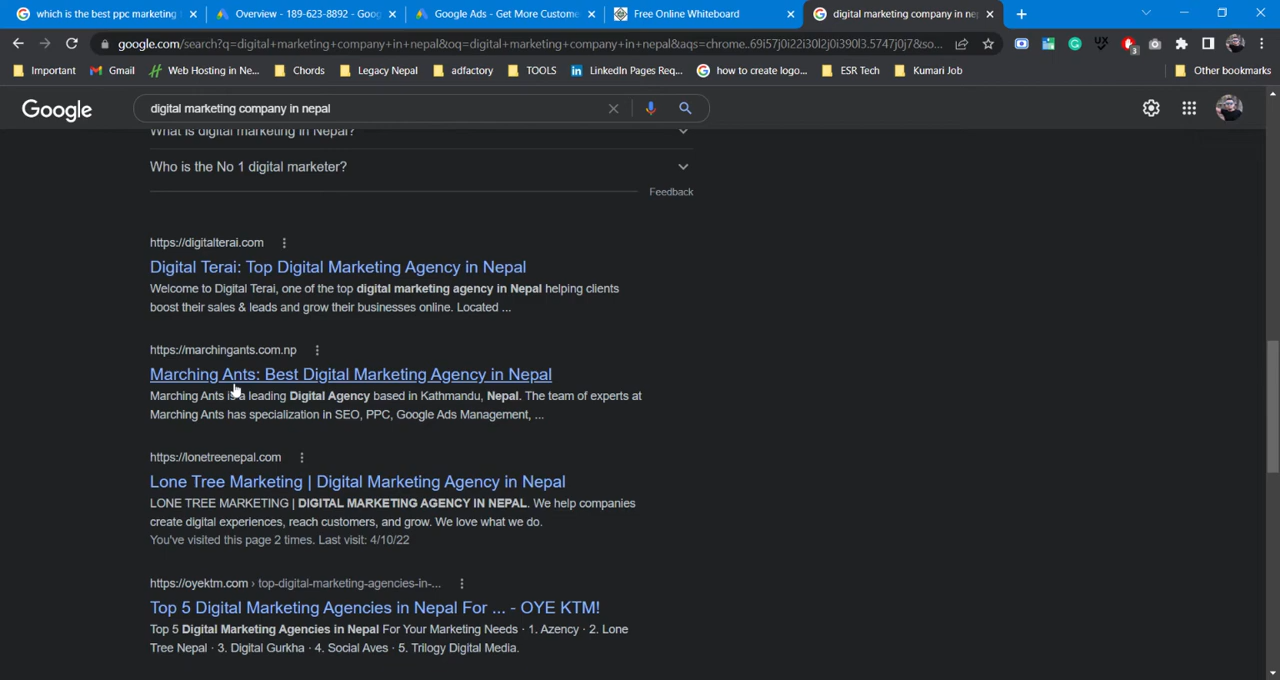 which is the best ppc marketing
Overview - 189-623-8892 - Goog
Google Ads - Get More Custome
Free Online Whiteboard
digital marketing company in ne
google.com/search?q=digital+marketing+company+in+nepal&oq=digital+marketing+company+in+nepal&aqs=chrome..69i57j0i22i30l2j0i390l3.5747j0j7&so...
Important
Gmail
Web Hosting in Ne...
Chords
Legacy Nepal
adfactory
TOOLS
LinkedIn Pages Req...
how to create logo...
ESR Tech
Kumari Job
Other bookmarks
Google
digital marketing company in nepal
What is digital marketing in Nepal?
Who is the No 1 digital marketer?
Feedback
https://digitalterai.com
Digital Terai: Top Digital Marketing Agency in Nepal
Welcome to Digital Terai, one of the top digital marketing agency in Nepal helping clients
boost their sales & leads and grow their businesses online. Located ...
https://marchingants.com.np
Marching Ants: Best Digital Marketing Agency in Nepal
Marching Ants is a leading Digital Agency based in Kathmandu, Nepal. The team of experts at
Marching Ants has specialization in SEO, PPC, Google Ads Management, ...
https://lonetreenepal.com
Lone Tree Marketing | Digital Marketing Agency in Nepal
LONE TREE MARKETING | DIGITAL MARKETING AGENCY IN NEPAL. We help companies
create digital experiences, reach customers, and grow. We love what we do.
You've visited this page 2 times. Last visit: 4/10/22
https://oyektm.com › top-digital-marketing-agencies-in-...
Top 5 Digital Marketing Agencies in Nepal For ... - OYE KTM!
Top 5 Digital Marketing Agencies in Nepal For Your Marketing Needs · 1. Azency · 2. Lone
Tree Nepal · 3. Digital Gurkha · 4. Social Aves · 5. Trilogy Digital Media.